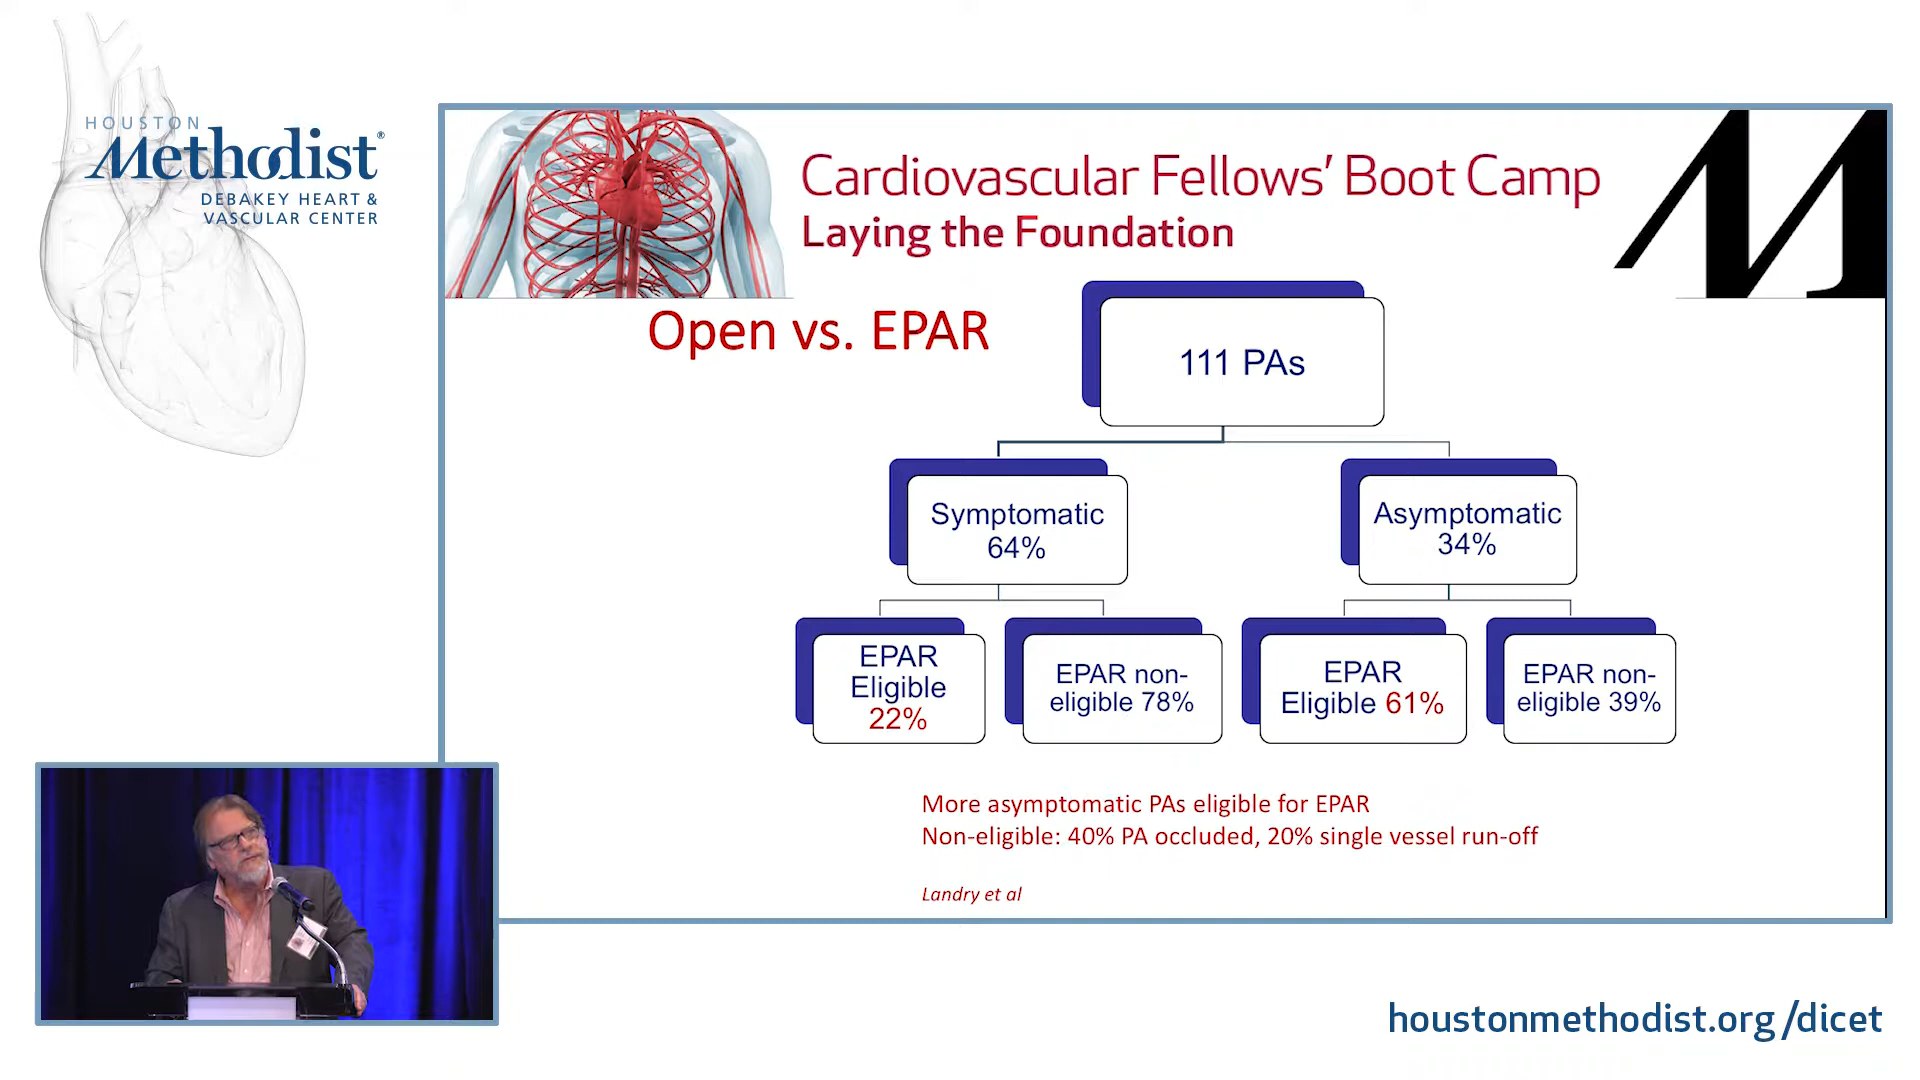 HOUSTON
Methodist®
DEBAKEY HEART &
VASCULAR CENTER
Cardiovascular Fellows’ Boot Camp
Laying the Foundation
Open vs. EPAR
111 PAs
Symptomatic
64%
Asymptomatic
34%
EPAR
Eligible
22%
EPAR non-
eligible 78%
EPAR
Eligible 61%
EPAR non-
eligible 39%
More asymptomatic PAs eligible for EPAR
Non-eligible: 40% PA occluded, 20% single vessel run-off
Landry et al
houstonmethodist.org/dicet